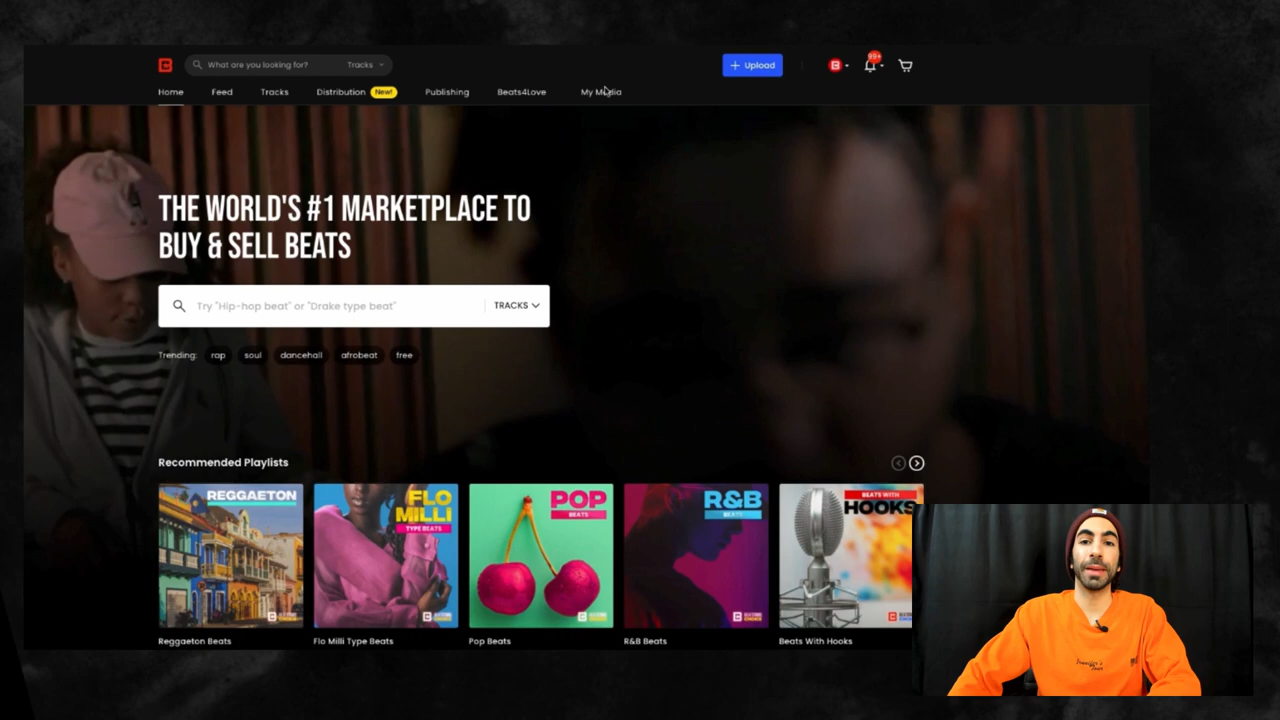 What are you looking for? Tracks
+ Upload
99+
Home Feed Tracks Distribution New! Publishing Beats4Love My Media
THE WORLD'S #1 MARKETPLACE TO
BUY & SELL BEATS
Try "Hip-hop beat" or "Drake type beat" TRACKS
Trending: rap soul dancehall afrobeat free
Recommended Playlists
REGGAETON
FLO
MILLI
TYPE BEATS
POP
BEATS
R&B
BEATS
BEATS WITH
HOOKS
Reggaeton Beats Flo Milli Type Beats Pop Beats R&B Beats Beats With Hooks